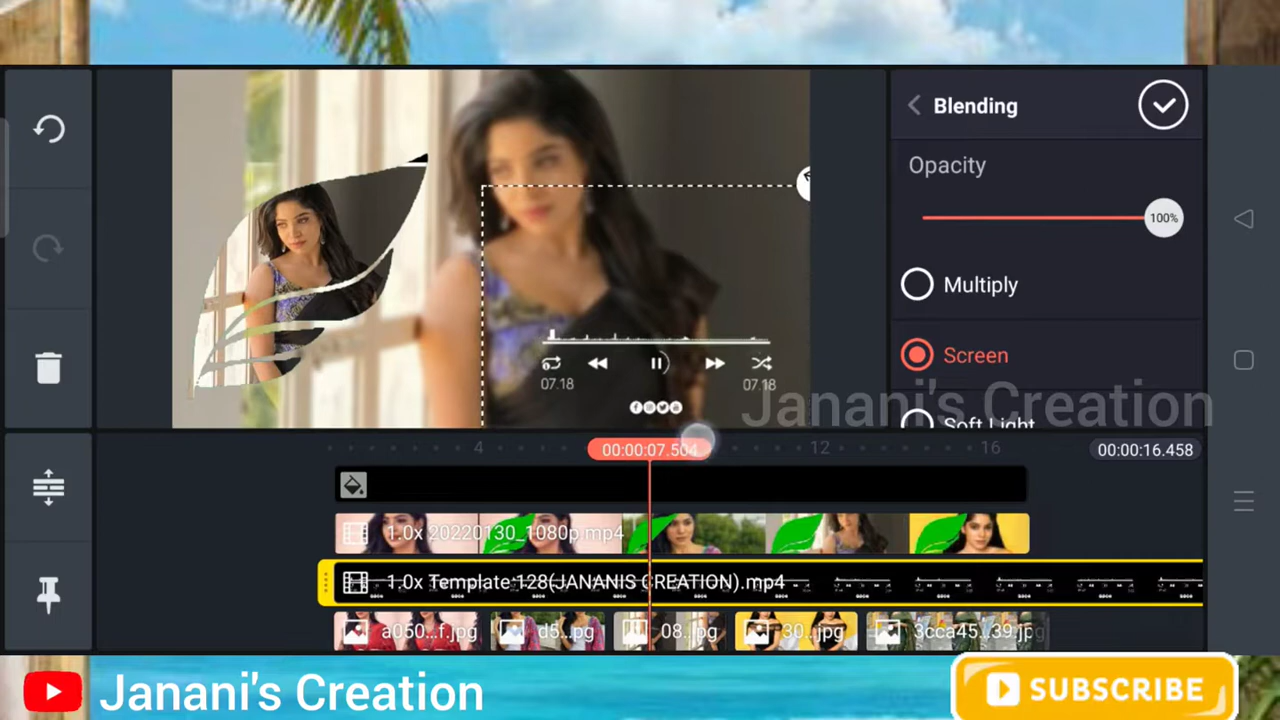 Blending
Opacity
100%
Multiply
Screen
Soft Light
07.18
07.18
Janani's Creation
4
00:00:07.504
12
16
00:00:16.458
1.0x 20220130_1080p.mp4
1.0x Template:128(JANANIS CREATION).mp4
a050...f.jpg
d5...pg
08...pg
30...jpg
3cca45...39.jpg
Janani's Creation
SUBSCRIBE